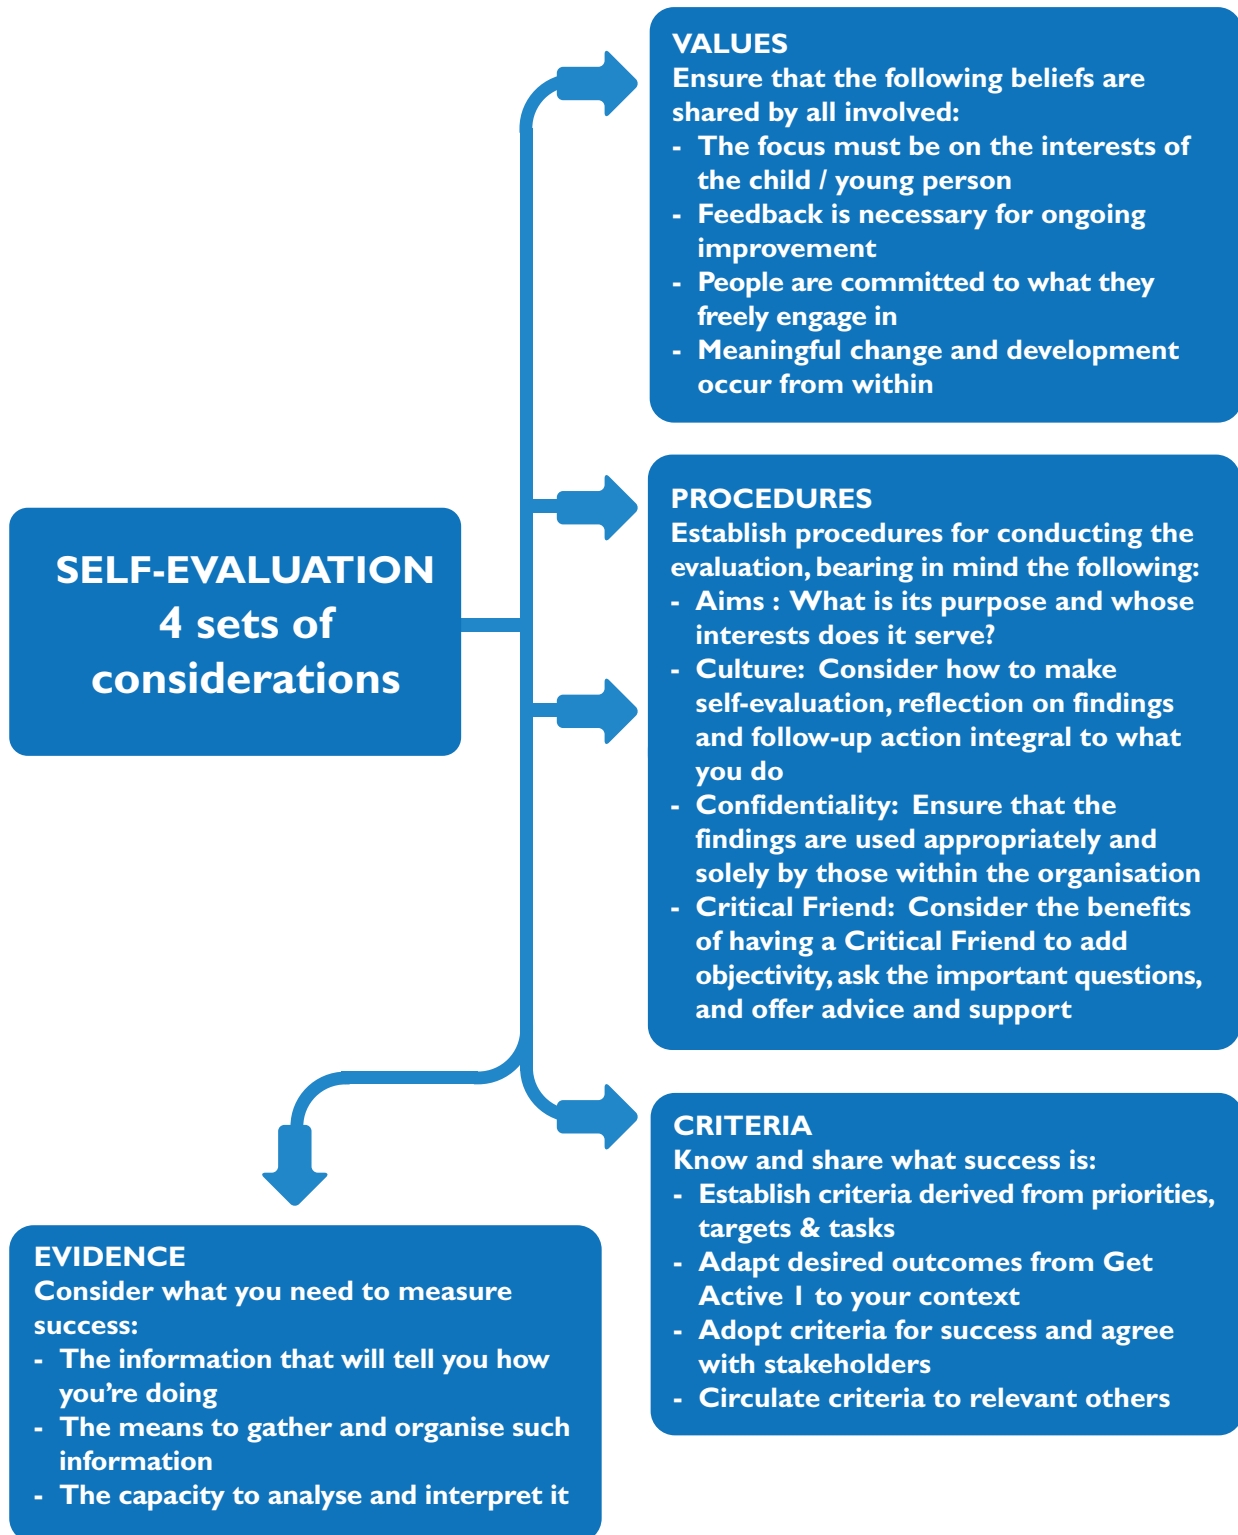 SELF-EVALUATION
4 sets of
considerations
VALUES
Ensure that the following beliefs are
shared by all involved:
- The focus must be on the interests of
the child / young person
- Feedback is necessary for ongoing
improvement
- People are committed to what they
freely engage in
- Meaningful change and development
occur from within
PROCEDURES
Establish procedures for conducting the
evaluation, bearing in mind the following:
- Aims : What is its purpose and whose
interests does it serve?
- Culture: Consider how to make
self-evaluation, reflection on findings
and follow-up action integral to what
you do
- Confidentiality: Ensure that the
findings are used appropriately and
solely by those within the organisation
- Critical Friend: Consider the benefits
of having a Critical Friend to add
objectivity, ask the important questions,
and offer advice and support
CRITERIA
Know and share what success is:
- Establish criteria derived from priorities,
targets & tasks
- Adapt desired outcomes from Get
Active 1 to your context
- Adopt criteria for success and agree
with stakeholders
- Circulate criteria to relevant others
EVIDENCE
Consider what you need to measure
success:
- The information that will tell you how
you're doing
- The means to gather and organise such
information
- The capacity to analyse and interpret it